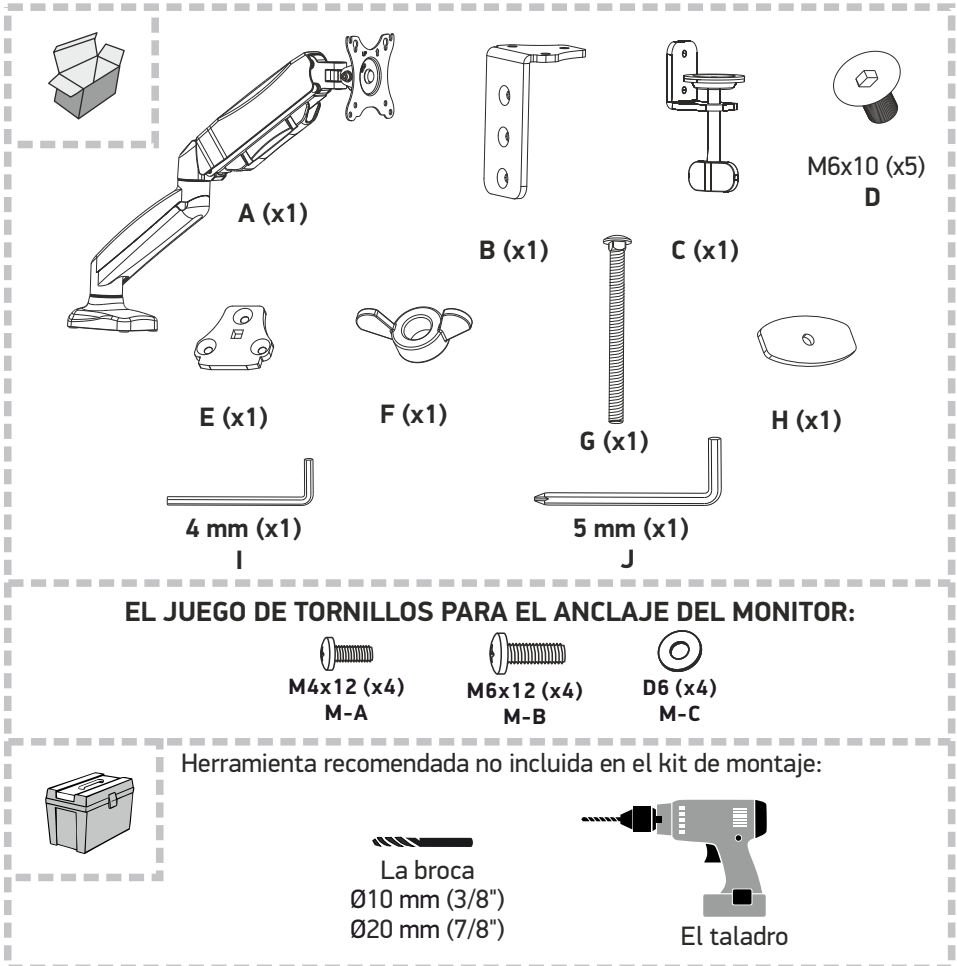 A (x1)
B (x1)
C (x1)
M6x10 (x5)
D
E (x1)
F (x1)
G (x1)
H (x1)
4 mm (x1)
I
5 mm (x1)
J
EL JUEGO DE TORNILLOS PARA EL ANCLAJE DEL MONITOR:
M4x12 (x4)
M-A
M6x12 (x4)
M-B
D6 (x4)
M-C
Herramienta recomendada no incluida en el kit de montaje:
La broca
Ø10 mm (3/8")
Ø20 mm (7/8")
El taladro